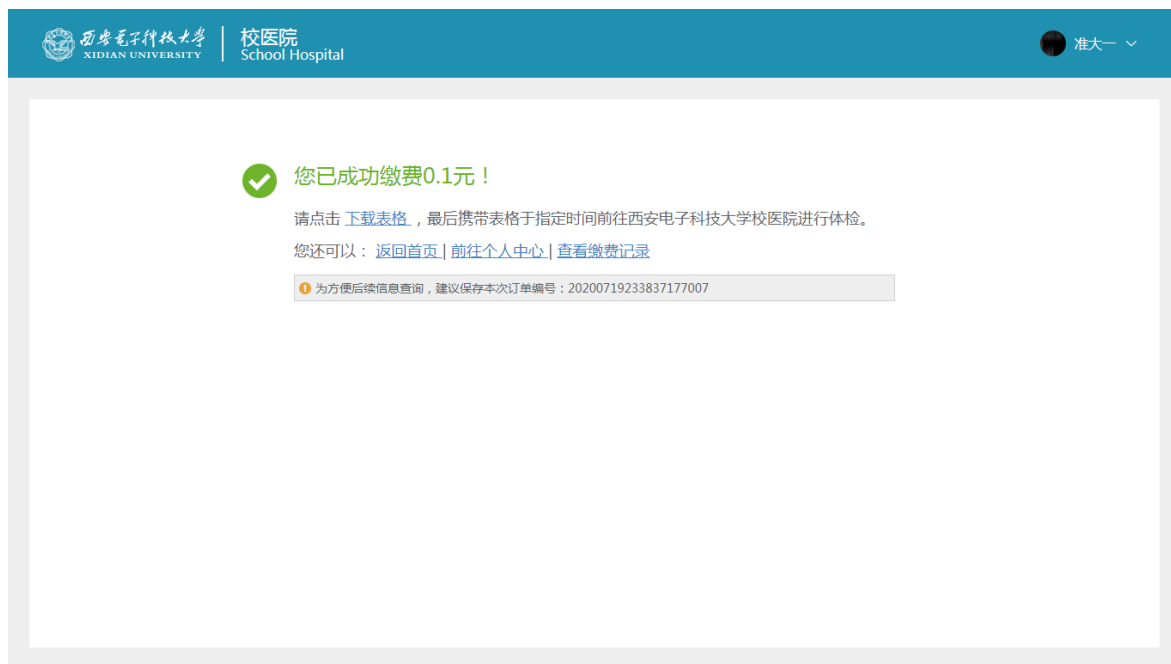 西安电子科技大学
XIDIAN UNIVERSITY
校医院
School Hospital
准大一
您已成功缴费0.1元！
请点击 下载表格 ，最后携带表格于指定时间前往西安电子科技大学校医院进行体检。
您还可以： 返回首页 | 前往个人中心 | 查看缴费记录
为方便后续信息查询，建议保存本次订单编号：20200719233837177007